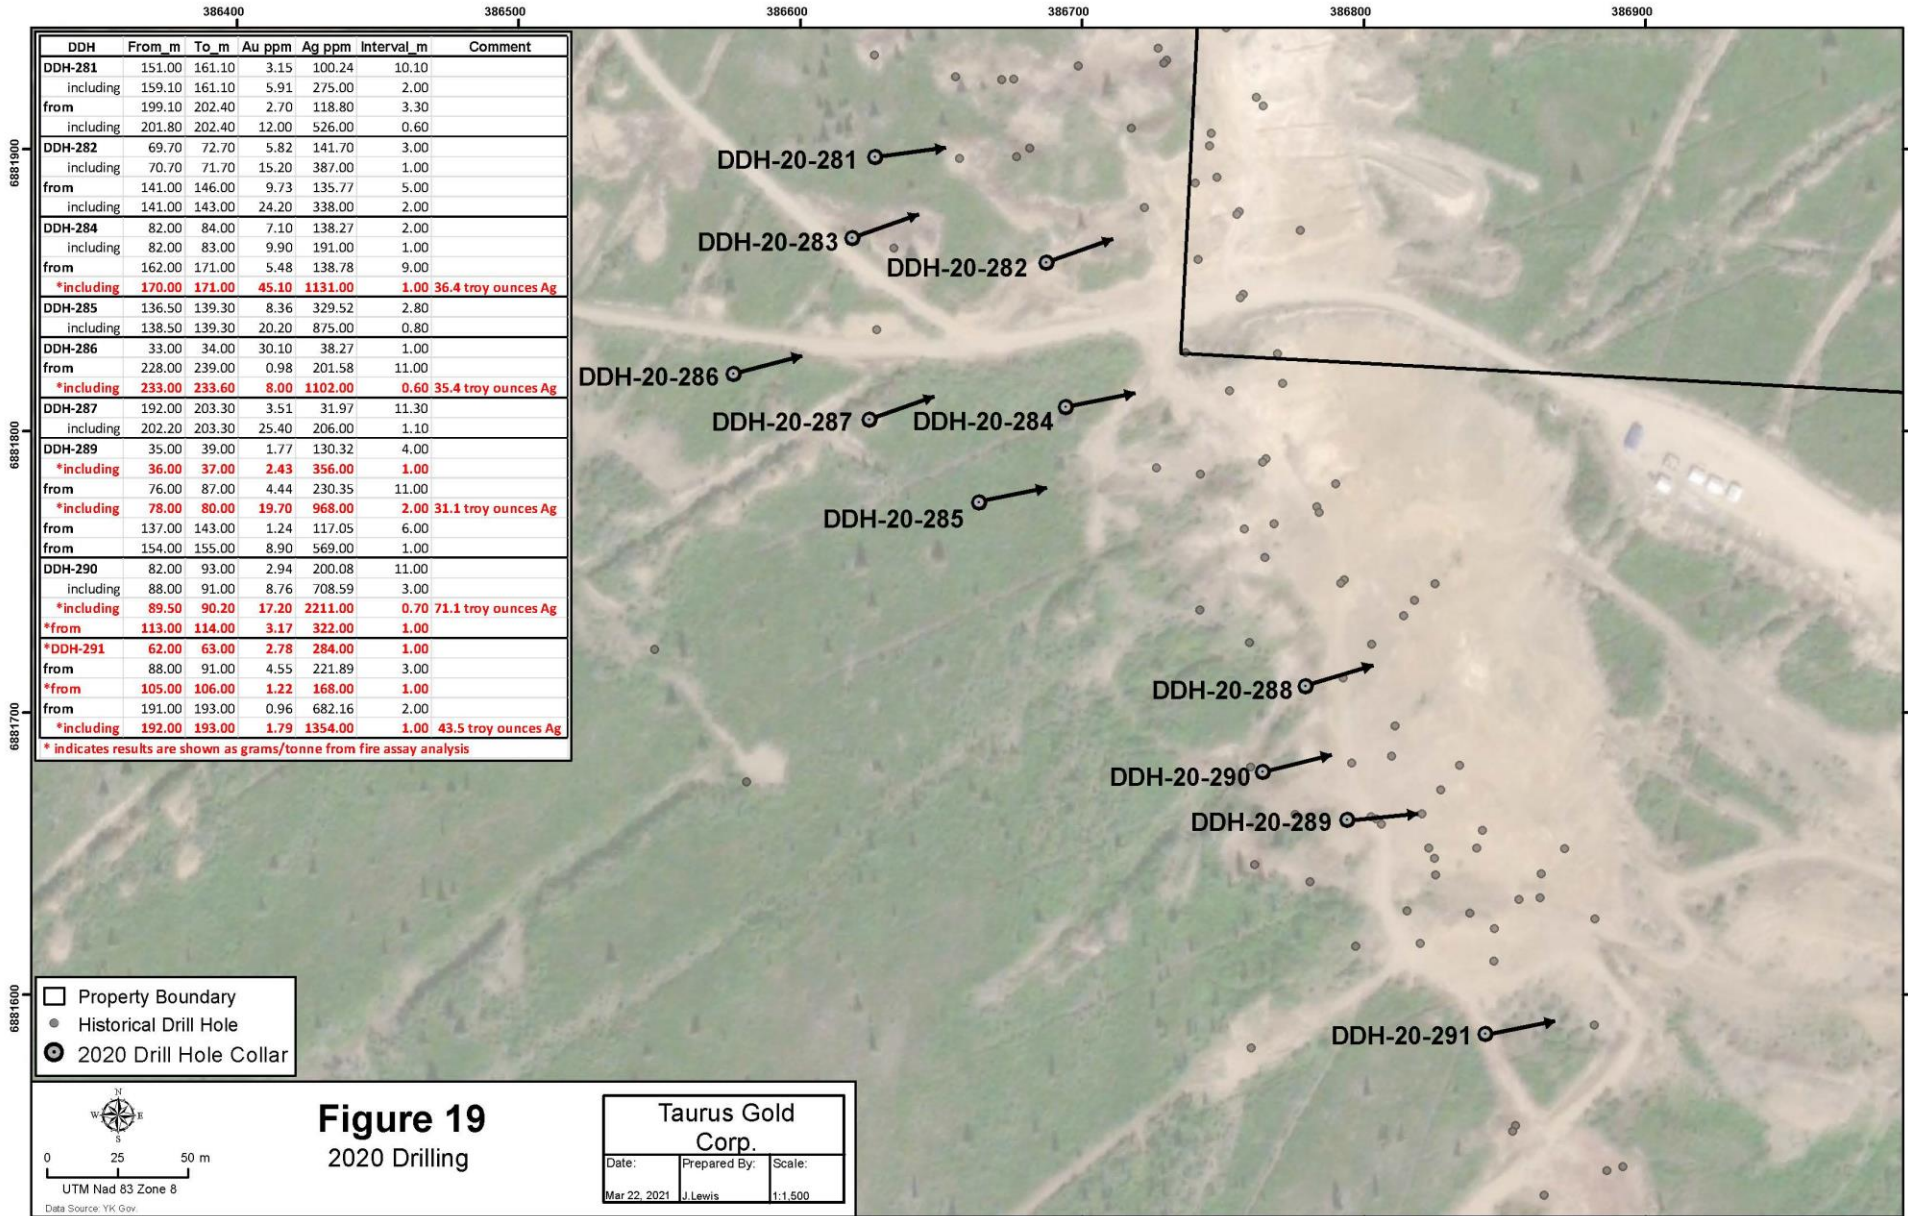 386400 386500 386600 386700 386800 386900
DDH From_m To_m Au ppm Ag ppm Interval_m Comment
DDH-281 151.00 161.10 3.15 100.24 10.10
including 159.10 161.10 5.91 275.00 2.00
from 199.10 202.40 2.70 118.80 3.30
including 201.80 202.40 12.00 526.00 0.60
DDH-282 69.70 72.70 5.82 141.70 3.00
including 70.70 71.70 15.20 387.00 1.00
from 141.00 146.00 9.73 135.77 5.00
including 141.00 143.00 24.20 338.00 2.00
DDH-284 82.00 84.00 7.10 138.27 2.00
including 82.00 83.00 9.90 191.00 1.00
from 162.00 171.00 5.48 138.78 9.00
*including 170.00 171.00 45.10 1131.00 1.00 36.4 troy ounces Ag
DDH-285 136.50 139.30 8.36 329.52 2.80
including 138.50 139.30 20.20 875.00 0.80
DDH-286 33.00 34.00 30.10 38.27 1.00
from 228.00 239.00 0.98 201.58 11.00
*including 233.00 233.60 8.00 1102.00 0.60 35.4 troy ounces Ag
DDH-287 192.00 203.30 3.51 31.97 11.30
including 202.20 203.30 25.40 206.00 1.10
DDH-289 35.00 39.00 1.77 130.32 4.00
*including 36.00 37.00 2.43 356.00 1.00
from 76.00 87.00 4.44 230.35 11.00
*including 78.00 80.00 19.70 968.00 2.00 31.1 troy ounces Ag
from 137.00 143.00 1.24 117.05 6.00
from 154.00 155.00 8.90 569.00 1.00
DDH-290 82.00 93.00 2.94 200.08 11.00
including 88.00 91.00 8.76 708.59 3.00
*including 89.50 90.20 17.20 2211.00 0.70 71.1 troy ounces Ag
*from 113.00 114.00 3.17 322.00 1.00
*DDH-291 62.00 63.00 2.78 284.00 1.00
from 88.00 91.00 4.55 221.89 3.00
*from 105.00 106.00 1.22 168.00 1.00
from 191.00 193.00 0.96 682.16 2.00
*including 192.00 193.00 1.79 1354.00 1.00 43.5 troy ounces Ag
* indicates results are shown as grams/tonne from fire assay analysis
6881900
6881800
6881700
6881600
DDH-20-281
DDH-20-283
DDH-20-282
DDH-20-286
DDH-20-287
DDH-20-284
DDH-20-285
DDH-20-288
DDH-20-290
DDH-20-289
DDH-20-291
Property Boundary
Historical Drill Hole
2020 Drill Hole Collar
N
W E
S
0 25 50 m
UTM Nad 83 Zone 8
Data Source: YK Gov.
Figure 19
2020 Drilling
Taurus Gold
Corp.
Date: Prepared By: Scale:
Mar 22, 2021 J.Lewis 1:1,500